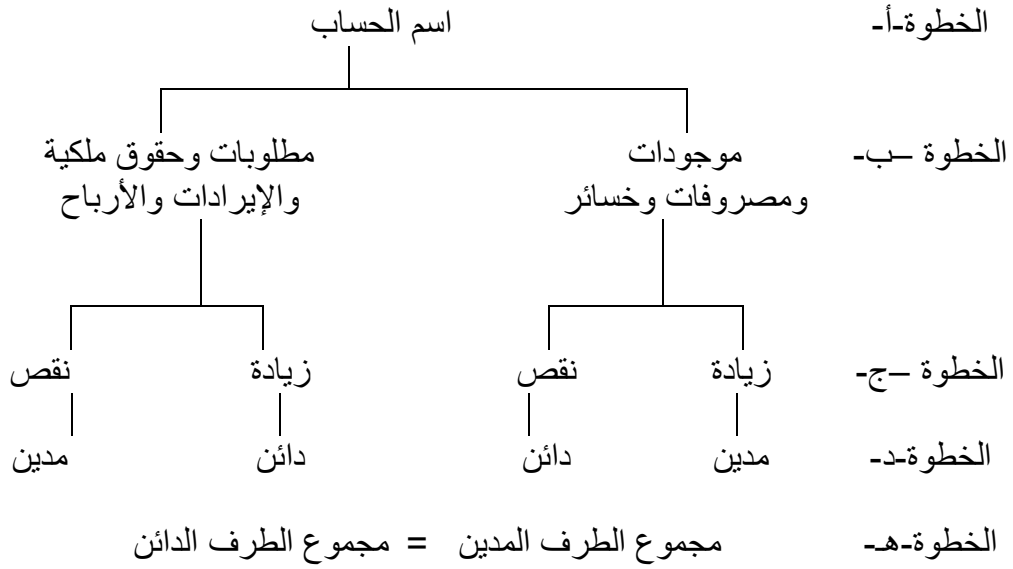 الخطوة-أ- اسم الحساب
الخطوة –ب- موجودات مطلوبات وحقوق ملكية
ومصروفات وخسائر والإيرادات والأرباح
الخطوة –ج- زيادة نقص زيادة نقص
الخطوة-د- مدين دائن دائن مدين
الخطوة-هـ- مجموع الطرف المدين = مجموع الطرف الدائن